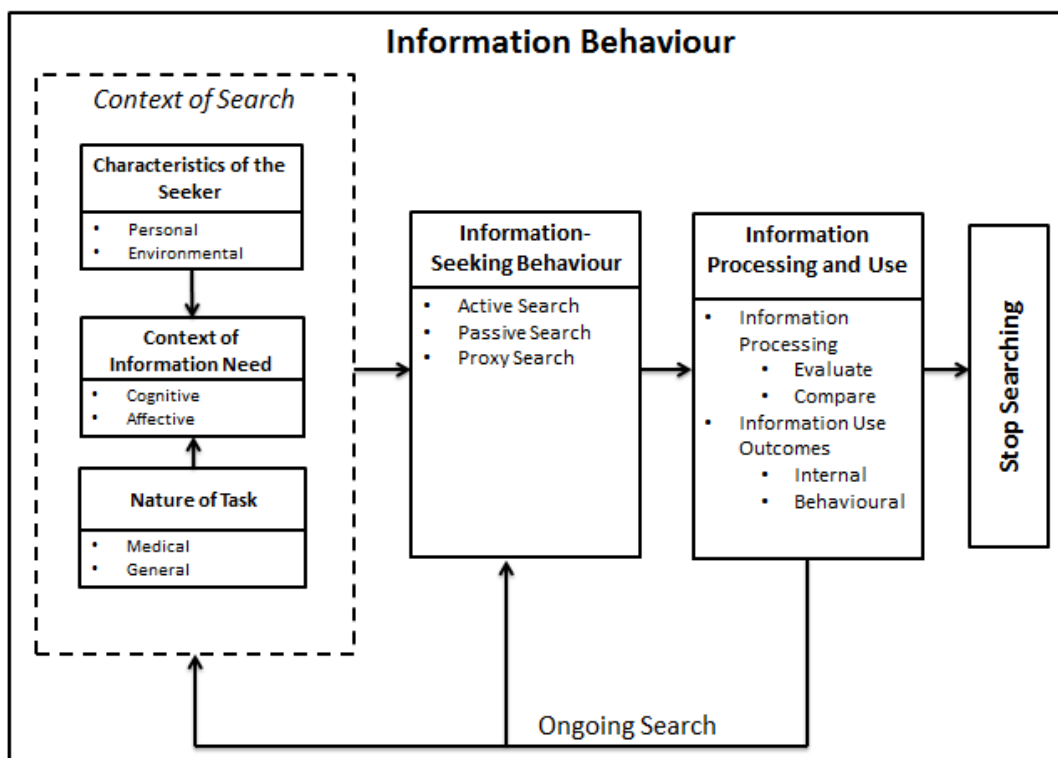 Information Behaviour
Context of Search
Characteristics of the
Seeker
• Personal
• Environmental
Context of
Information Need
• Cognitive
• Affective
Nature of Task
• Medical
• General
Information-
Seeking Behaviour
• Active Search
• Passive Search
• Proxy Search
Information
Processing and Use
• Information
Processing
• Evaluate
• Compare
• Information Use
Outcomes
• Internal
• Behavioural
Stop Searching
Ongoing Search